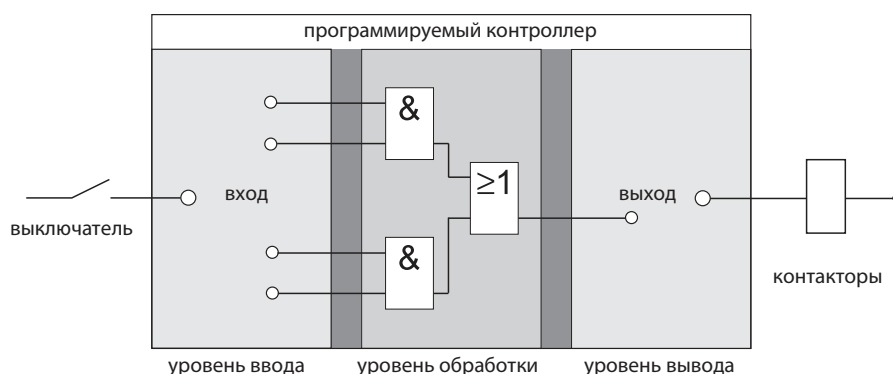 программируемый контроллер
&
≥1
вход
выход
выключатель
&
контакторы
уровень ввода
уровень обработки
уровень вывода